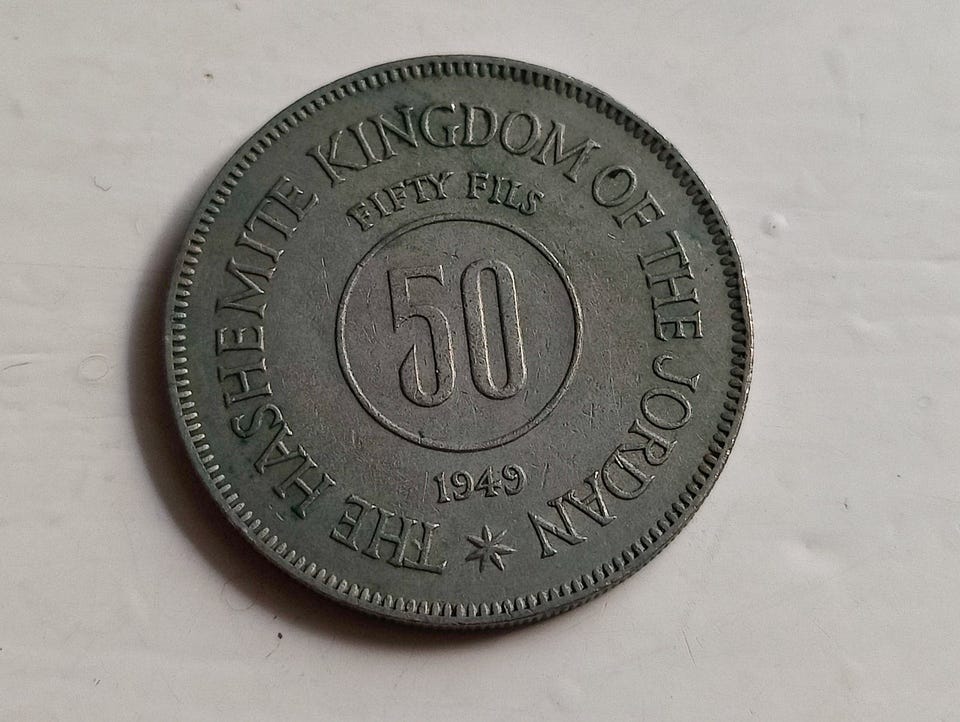 THE HASHEMITE KINGDOM OF THE JORDAN
FIFTY FILS
50
1949